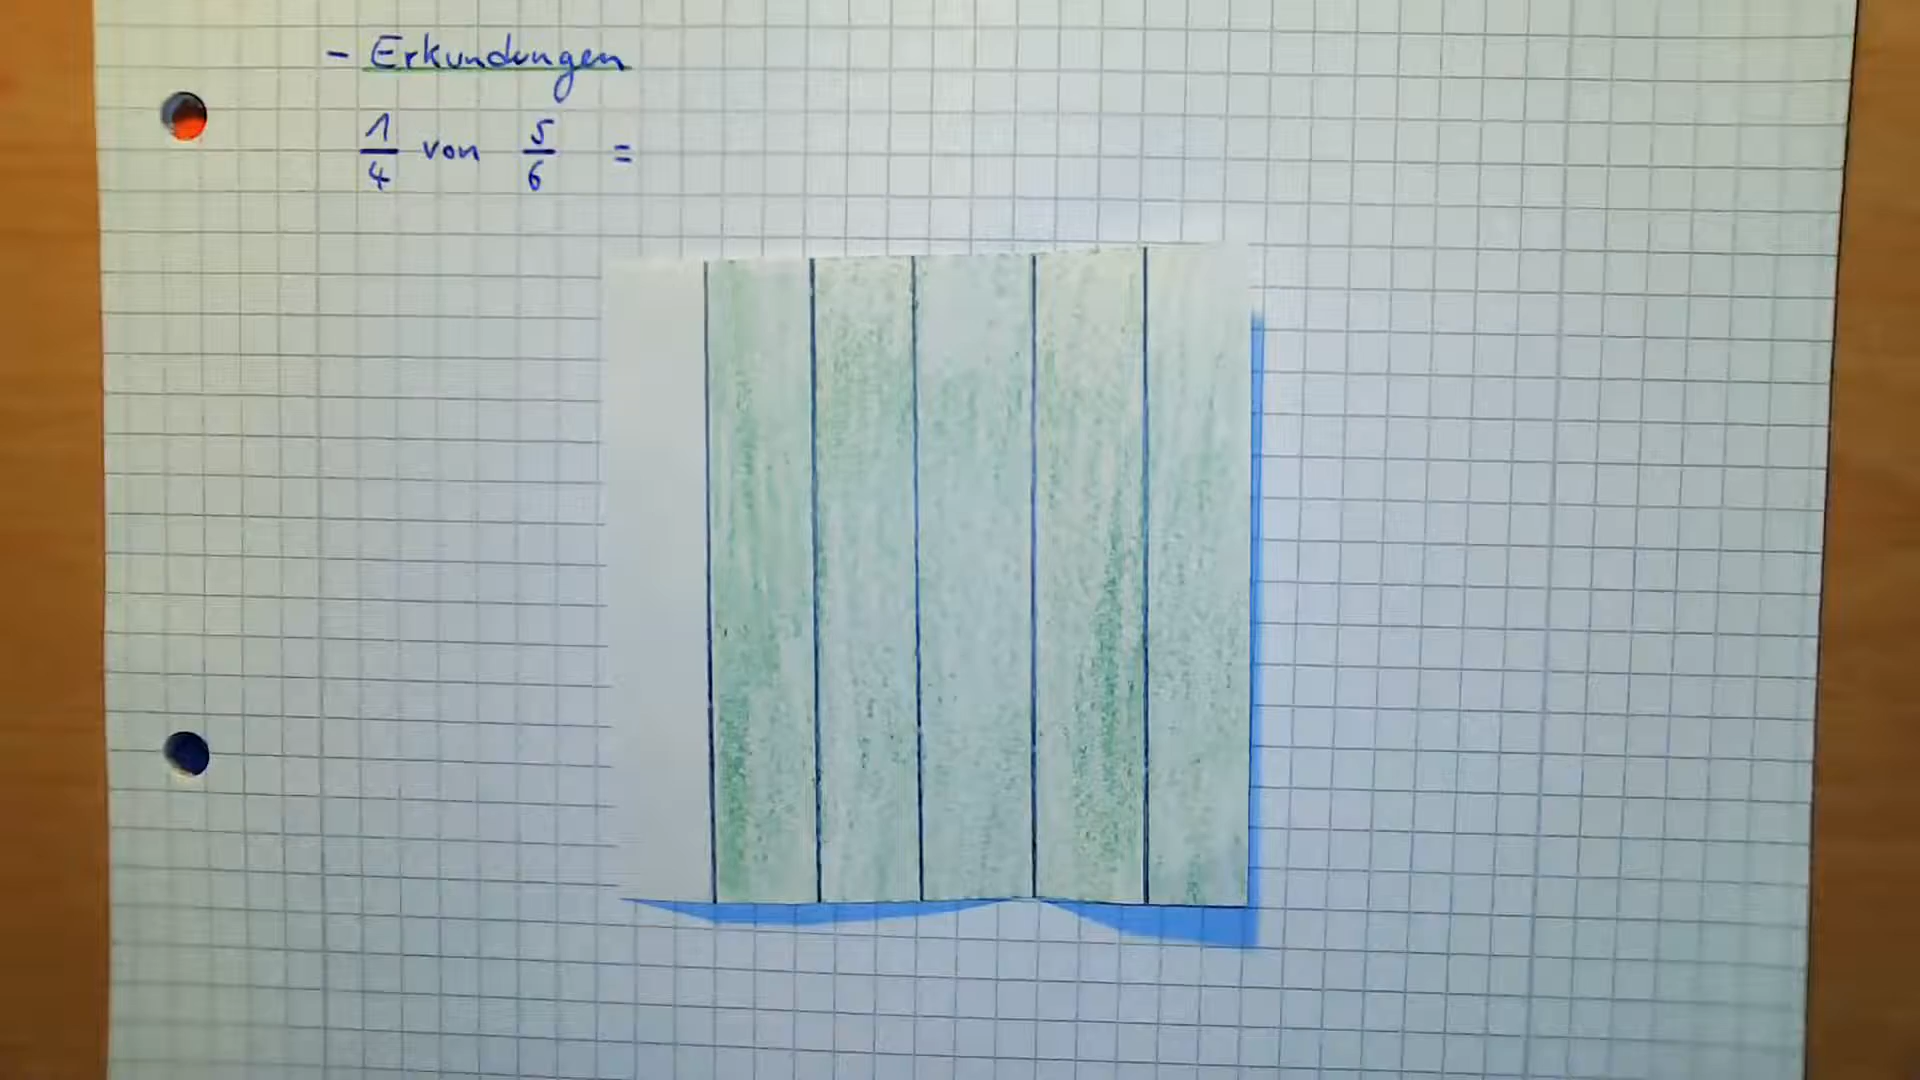 - Erkundungen
1/4 von 5/6 =